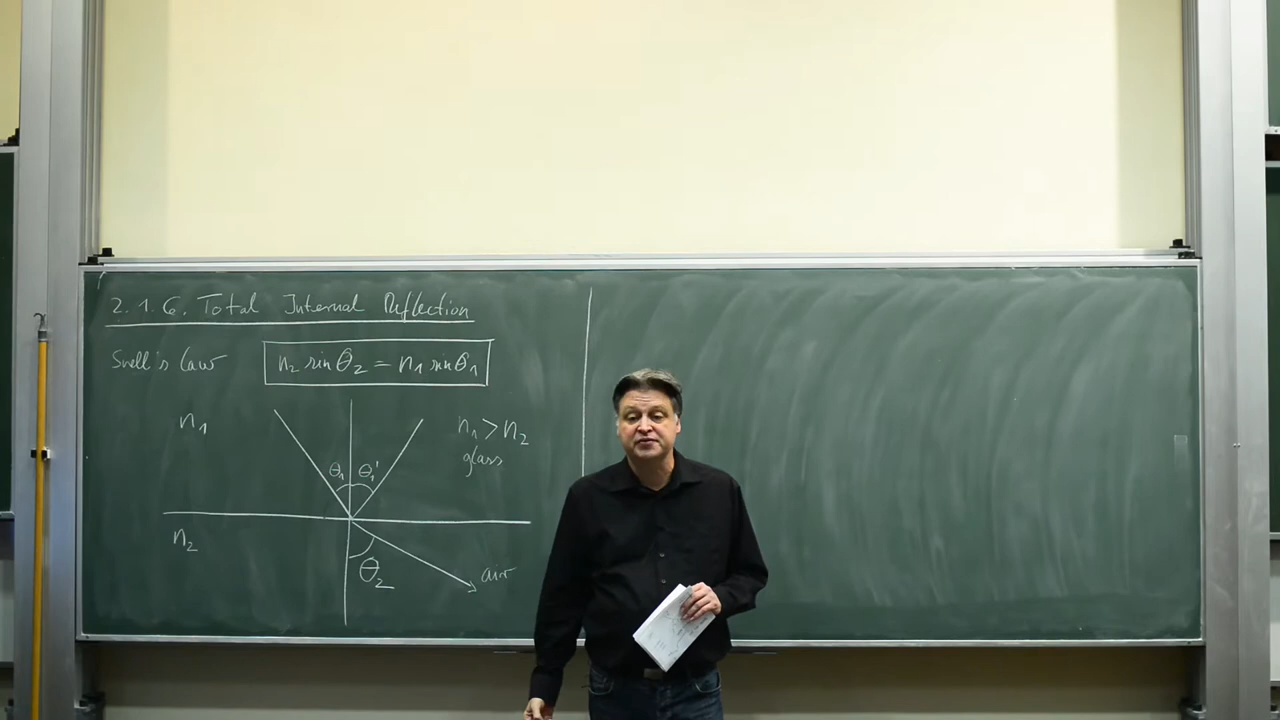 2.1.6. Total Internal Reflection
Snell's Law n₂ sin θ₂ = n₁ sin θ₁
n₁
n₁ > n₂
glass
θ₁ θ₁'
n₂
θ₂
air